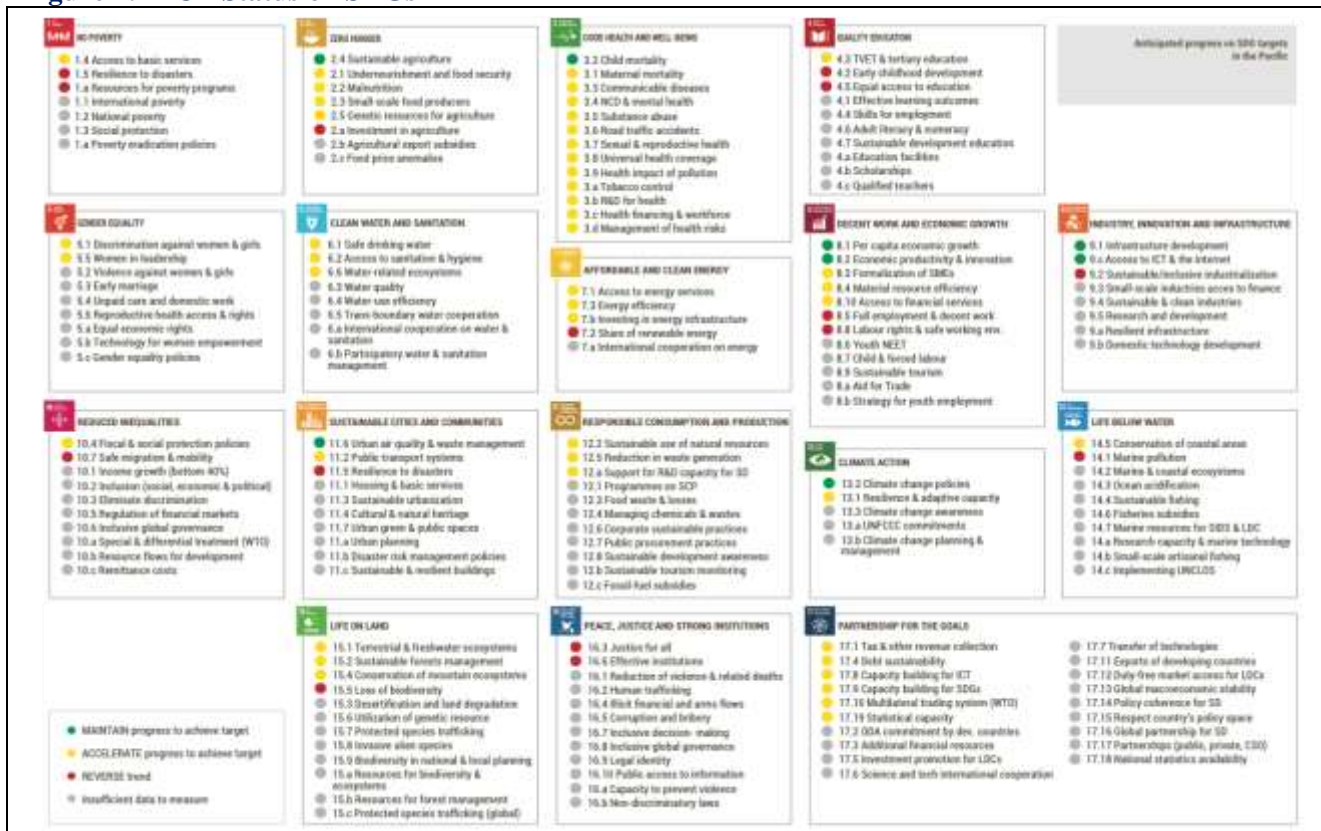 NO POVERTY
1.4 Access to basic services
1.5 Resilience to disasters
1.a Resources for poverty programs
1.1 International poverty
1.2 National poverty
1.3 Social protection
1.a Poverty eradication policies
ZERO HUNGER
2.4 Sustainable agriculture
2.1 Undernourishment and food security
2.2 Malnutrition
2.3 Small-scale food producers
2.5 Genetic resources for agriculture
2.a Investment in agriculture
2.b Agricultural export subsidies
2.c Food price anomalies
GOOD HEALTH AND WELL BEING
3.2 Child mortality
3.1 Maternal mortality
3.3 Communicable diseases
3.4 NCD & mental health
3.5 Substance abuse
3.6 Road traffic accidents
3.7 Sexual & reproductive health
3.8 Universal health coverage
3.9 Health impact of pollution
3.a Tobacco control
3.b R&D for health
3.c Health financing & workforce
3.d Management of health risks
QUALITY EDUCATION
4.3 TVET & tertiary education
4.2 Early childhood development
4.5 Equal access to education
4.1 Effective learning outcomes
4.4 Skills for employment
4.6 Adult literacy & numeracy
4.7 Sustainable development education
4.a Education facilities
4.b Scholarships
4.c Qualified teachers
Anticipated progress on SDG targets
in the Pacific
GENDER EQUALITY
5.1 Discrimination against women & girls
5.5 Women in leadership
5.2 Violence against women & girls
5.3 Early marriage
5.4 Unpaid care and domestic work
5.6 Reproductive health access & rights
5.a Equal economic rights
5.b Technology for women empowerment
5.c Gender equality policies
CLEAN WATER AND SANITATION
6.1 Safe drinking water
6.2 Access to sanitation & hygiene
6.6 Water-related ecosystems
6.3 Water quality
6.4 Water-use efficiency
6.5 Trans-boundary water cooperation
6.a International cooperation on water &
sanitation
6.b Participatory water & sanitation
management
AFFORDABLE AND CLEAN ENERGY
7.1 Access to energy services
7.3 Energy efficiency
7.b Investing in energy infrastructure
7.2 Share of renewable energy
7.a International cooperation on energy
DECENT WORK AND ECONOMIC GROWTH
8.1 Per capita economic growth
8.2 Economic productivity & innovation
8.3 Formalization of SMEs
8.4 Material resource efficiency
8.10 Access to financial services
8.5 Full employment & decent work
8.8 Labour rights & safe working env.
8.6 Youth NEET
8.7 Child & forced labour
8.9 Sustainable tourism
8.a Aid for Trade
8.b Strategy for youth employment
INDUSTRY, INNOVATION AND INFRASTRUCTURE
9.1 Infrastructure development
9.c Access to ICT & the internet
9.2 Sustainable/inclusive industrialization
9.3 Small-scale industries acces to finance
9.4 Sustainable & clean industries
9.5 Research and development
9.a Resilient infrastructure
9.b Domestic technology development
REDUCED INEQUALITIES
10.4 Fiscal & social protection policies
10.7 Safe migration & mobility
10.1 Income growth (bottom 40%)
10.2 Inclusion (social, economic & political)
10.3 Eliminate discrimination
10.5 Regulation of financial markets
10.6 Inclusive global governance
10.a Special & differential treatment (WTO)
10.b Resource flows for development
10.c Remittance costs
SUSTAINABLE CITIES AND COMMUNITIES
11.6 Urban air quality & waste management
11.2 Public transport systems
11.5 Resilience to disasters
11.1 Housing & basic services
11.3 Sustainable urbanization
11.4 Cultural & natural heritage
11.7 Urban green & public spaces
11.a Urban planning
11.b Disaster risk management policies
11.c Sustainable & resilient buildings
RESPONSIBLE CONSUMPTION AND PRODUCTION
12.2 Sustainable use of natural resources
12.5 Reduction in waste generation
12.a Support for R&D capacity for SD
12.1 Programmes on SCP
12.3 Food waste & losses
12.4 Managing chemicals & wastes
12.6 Corporate sustainable practices
12.7 Public procurement practices
12.8 Sustainable development awareness
12.b Sustainable tourism monitoring
12.c Fossil-fuel subsidies
CLIMATE ACTION
13.2 Climate change policies
13.1 Resilience & adaptive capacity
13.3 Climate change awareness
13.a UNFCCC commitments
13.b Climate change planning &
management
LIFE BELOW WATER
14.5 Conservation of coastal areas
14.1 Marine pollution
14.2 Marine & coastal ecosystems
14.3 Ocean acidification
14.4 Sustainable fishing
14.6 Fisheries subsidies
14.7 Marine resources for SIDS & LDC
14.a Research capacity & marine technology
14.b Small-scale artisanal fishing
14.c Implementing UNCLOS
LIFE ON LAND
15.1 Terrestrial & freshwater ecosystems
15.2 Sustainable forests management
15.4 Conservation of mountain ecosystems
15.5 Loss of biodiversity
15.3 Desertification and land degradation
15.6 Utilization of genetic resource
15.7 Protected species trafficking
15.8 Invasive alien species
15.9 Biodiversity in national & local planning
15.a Resources for biodiversity &
ecosystems
15.b Resources for forest management
15.c Protected species trafficking (global)
PEACE, JUSTICE AND STRONG INSTITUTIONS
16.3 Justice for all
16.6 Effective institutions
16.1 Reduction of violence & related deaths
16.2 Human trafficking
16.4 Illicit financial and arms flows
16.5 Corruption and bribery
16.7 Inclusive decision- making
16.8 Inclusive global governance
16.9 Legal identity
16.10 Public access to information
16.a Capacity to prevent violence
16.b Non-discriminatory laws
PARTNERSHIP FOR THE GOALS
17.1 Tax & other revenue collection
17.4 Debt sustainability
17.8 Capacity building for ICT
17.9 Capacity building for SDGs
17.10 Multilateral trading system (WTO)
17.19 Statistical capacity
17.2 ODA commitment by dev. countries
17.3 Additional financial resources
17.5 Investment promotion for LDCs
17.6 Science and tech international cooperation
17.7 Transfer of technologies
17.11 Exports of developing countries
17.12 Duty-free market access for LDCs
17.13 Global macroeconomic stability
17.14 Policy coherence for SD
17.15 Respect country's policy space
17.16 Global partnership for SD
17.17 Partnerships (public, private, CSO)
17.18 National statistics availability
MAINTAIN progress to achieve target
ACCELERATE progress to achieve target
REVERSE trend
Insufficient data to measure